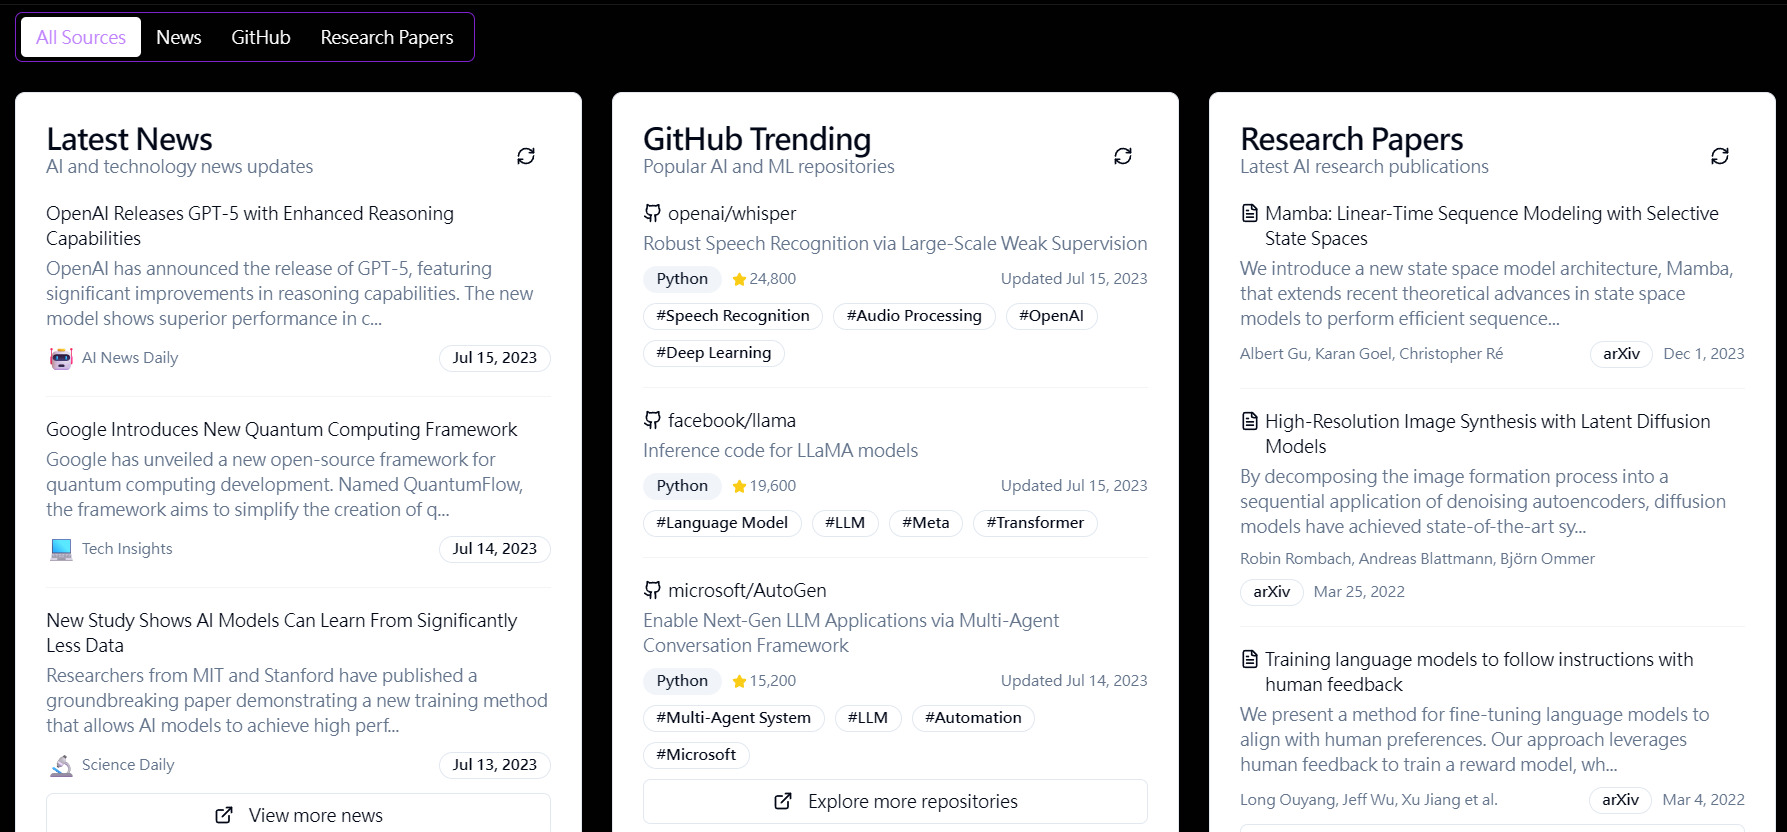 All Sources News GitHub Research Papers
Latest News
AI and technology news updates
OpenAI Releases GPT-5 with Enhanced Reasoning
Capabilities
OpenAI has announced the release of GPT-5, featuring
significant improvements in reasoning capabilities. The new
model shows superior performance in c...
AI News Daily Jul 15, 2023
Google Introduces New Quantum Computing Framework
Google has unveiled a new open-source framework for
quantum computing development. Named QuantumFlow,
the framework aims to simplify the creation of q...
Tech Insights Jul 14, 2023
New Study Shows AI Models Can Learn From Significantly
Less Data
Researchers from MIT and Stanford have published a
groundbreaking paper demonstrating a new training method
that allows AI models to achieve high perf...
Science Daily Jul 13, 2023
View more news
GitHub Trending
Popular AI and ML repositories
openai/whisper
Robust Speech Recognition via Large-Scale Weak Supervision
Python 24,800 Updated Jul 15, 2023
#Speech Recognition #Audio Processing #OpenAI
#Deep Learning
facebook/llama
Inference code for LLaMA models
Python 19,600 Updated Jul 15, 2023
#Language Model #LLM #Meta #Transformer
microsoft/AutoGen
Enable Next-Gen LLM Applications via Multi-Agent
Conversation Framework
Python 15,200 Updated Jul 14, 2023
#Multi-Agent System #LLM #Automation
#Microsoft
Explore more repositories
Research Papers
Latest AI research publications
Mamba: Linear-Time Sequence Modeling with Selective
State Spaces
We introduce a new state space model architecture, Mamba,
that extends recent theoretical advances in state space
models to perform efficient sequence...
Albert Gu, Karan Goel, Christopher Ré arXiv Dec 1, 2023
High-Resolution Image Synthesis with Latent Diffusion
Models
By decomposing the image formation process into a
sequential application of denoising autoencoders, diffusion
models have achieved state-of-the-art sy...
Robin Rombach, Andreas Blattmann, Björn Ommer
arXiv Mar 25, 2022
Training language models to follow instructions with
human feedback
We present a method for fine-tuning language models to
align with human preferences. Our approach leverages
human feedback to train a reward model, wh...
Long Ouyang, Jeff Wu, Xu Jiang et al. arXiv Mar 4, 2022